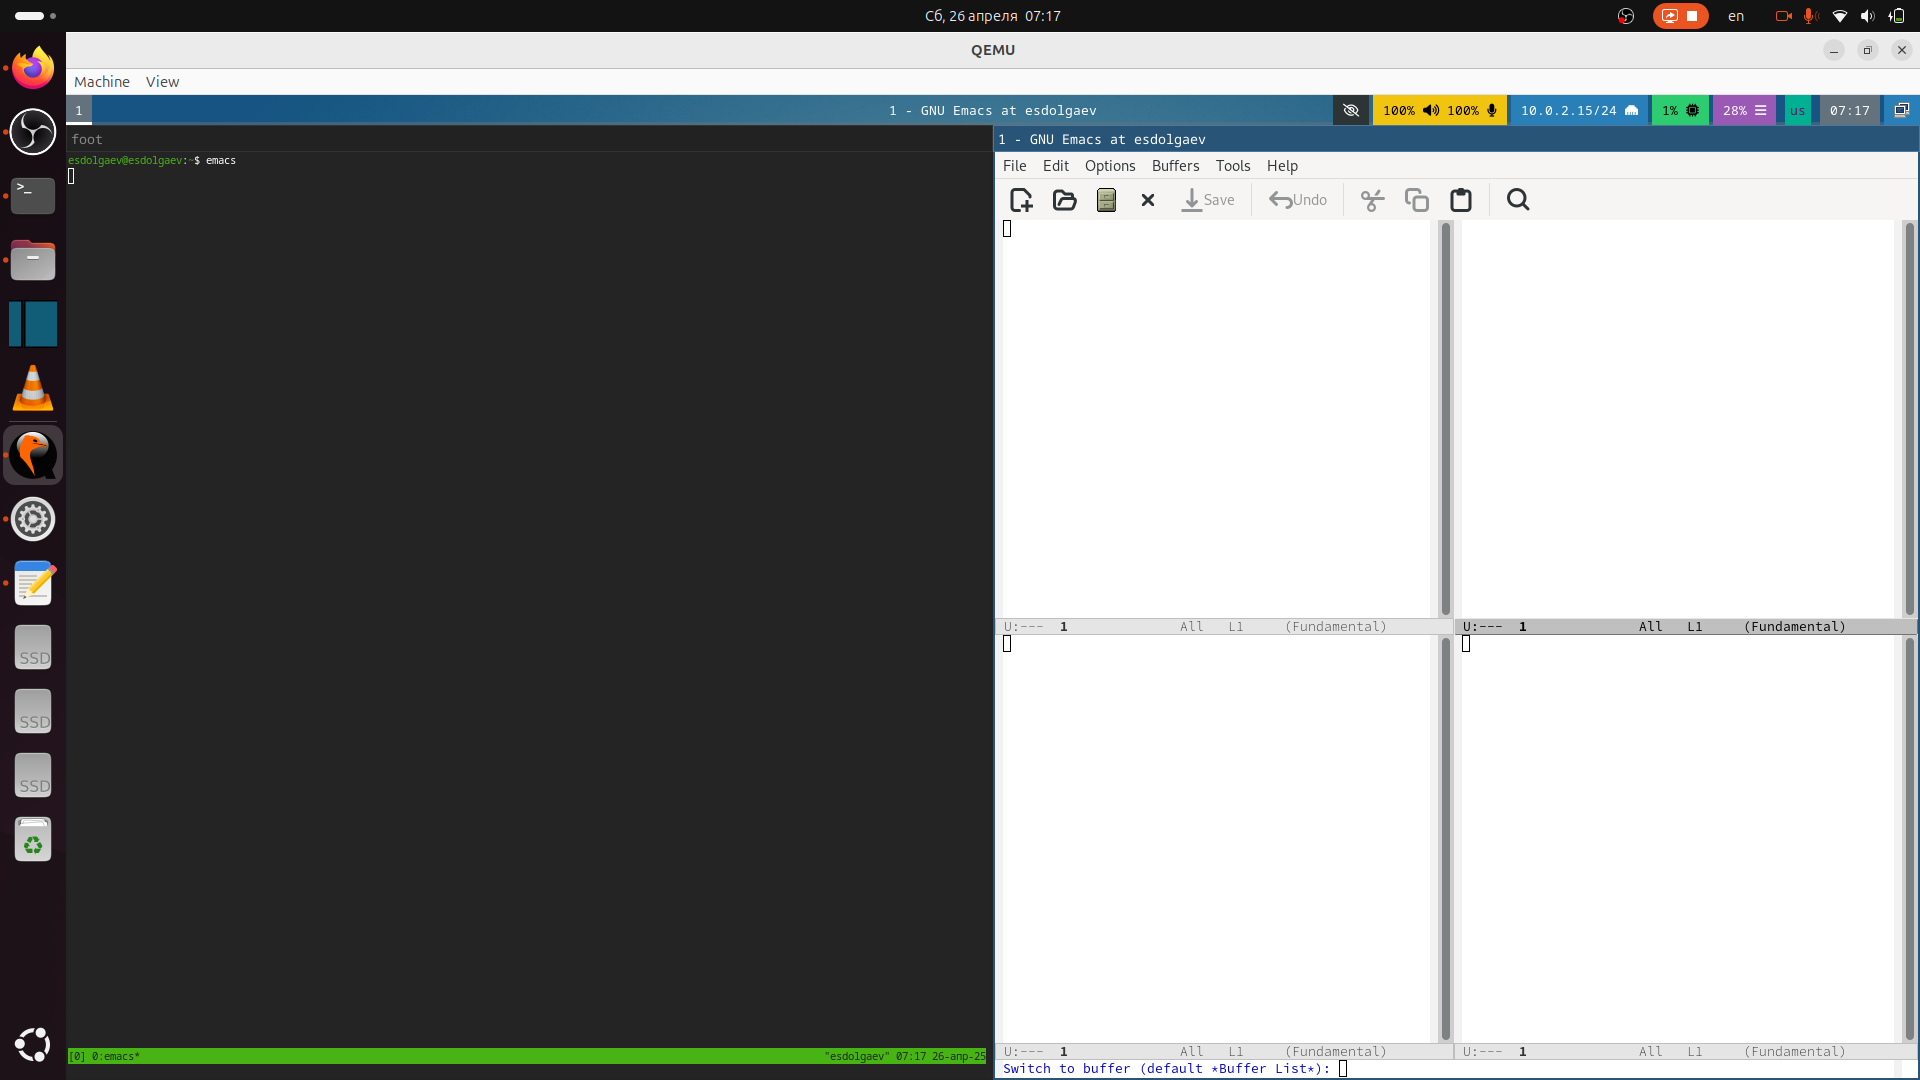 Сб, 26 апреля 07:17
en
QEMU
Machine View
1
1 - GNU Emacs at esdolgaev
100% 100%
10.0.2.15/24
1%
28%
us
07:17
foot
esdolgaev@esdolgaev:~$ emacs
[0] 0:emacs*
"esdolgaev" 07:17 26-апр-25
1 - GNU Emacs at esdolgaev
File Edit Options Buffers Tools Help
Save
Undo
U:--- 1 All L1 (Fundamental)
U:--- 1 All L1 (Fundamental)
U:--- 1 All L1 (Fundamental)
U:--- 1 All L1 (Fundamental)
Switch to buffer (default *Buffer List*):
>_
SSD
SSD
SSD